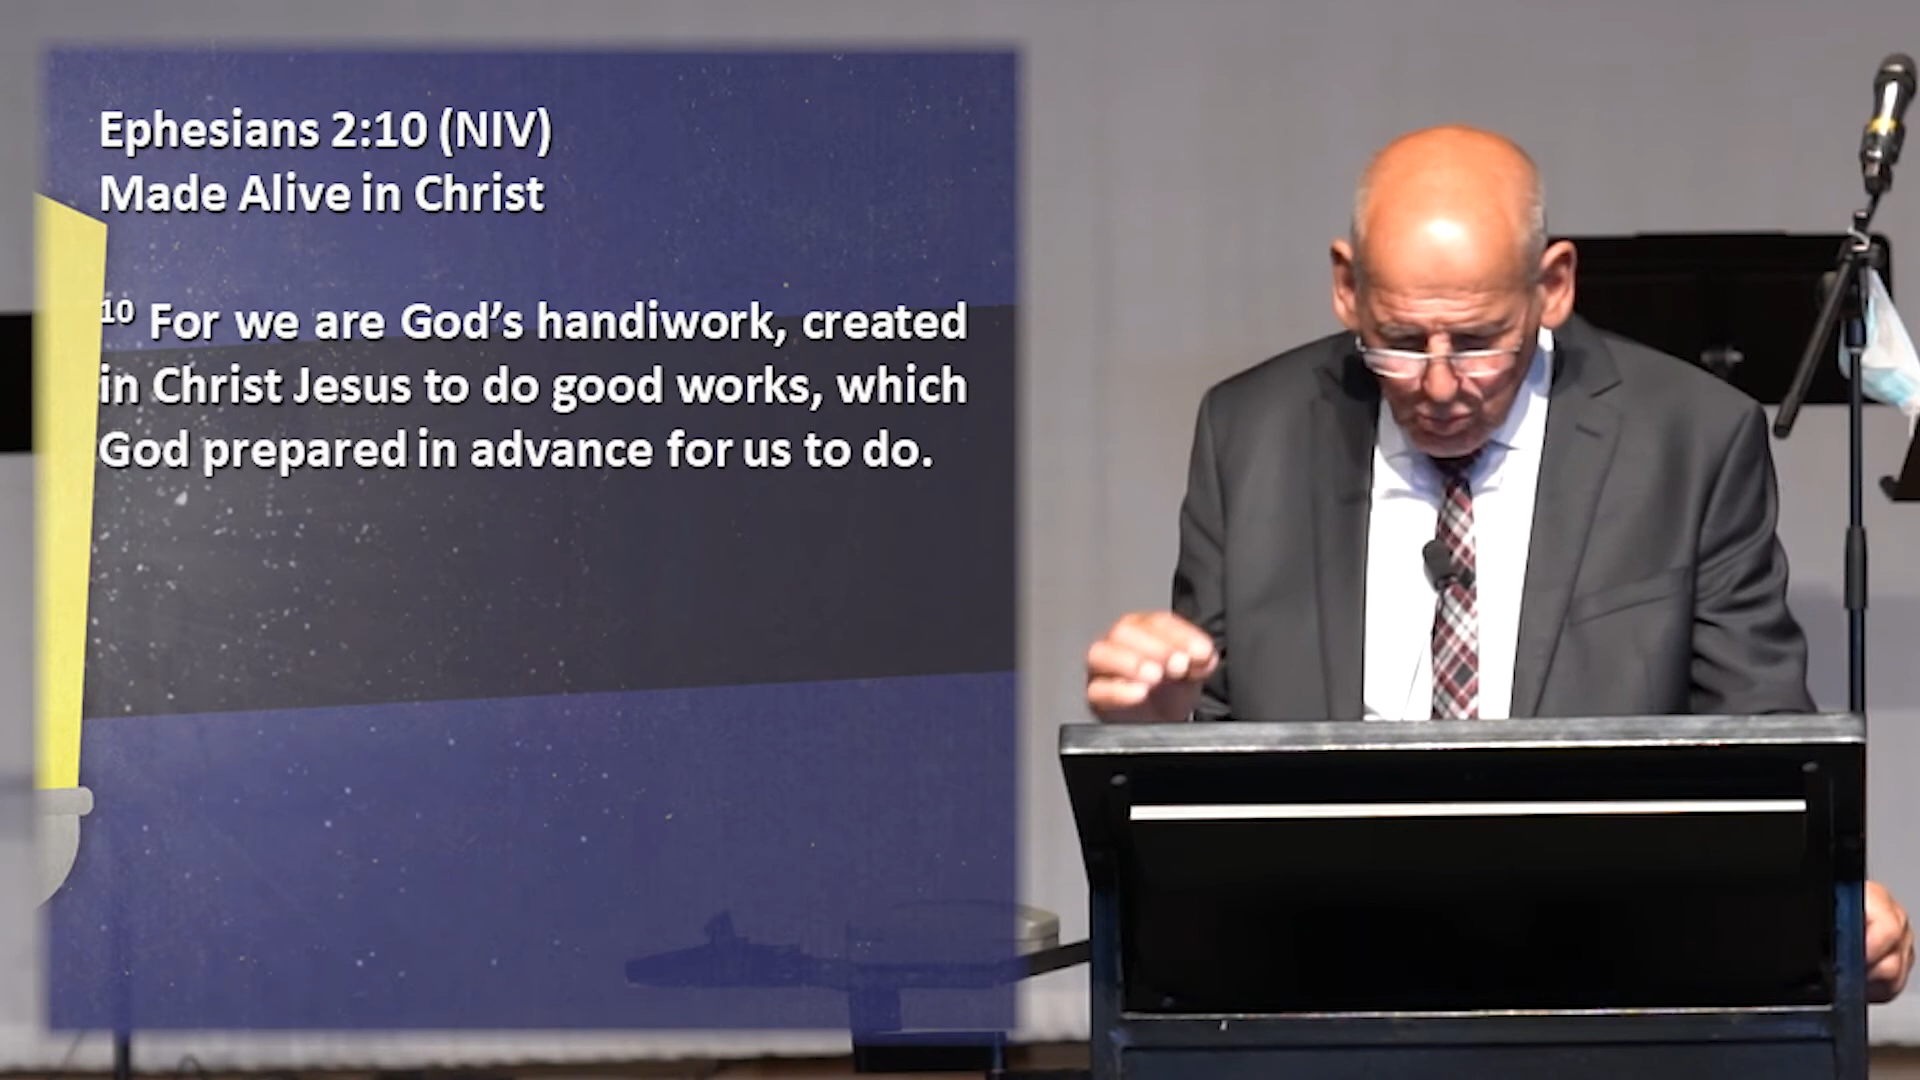 Ephesians 2:10 (NIV)
Made Alive in Christ
10 For we are God’s handiwork, created
in Christ Jesus to do good works, which
God prepared in advance for us to do.